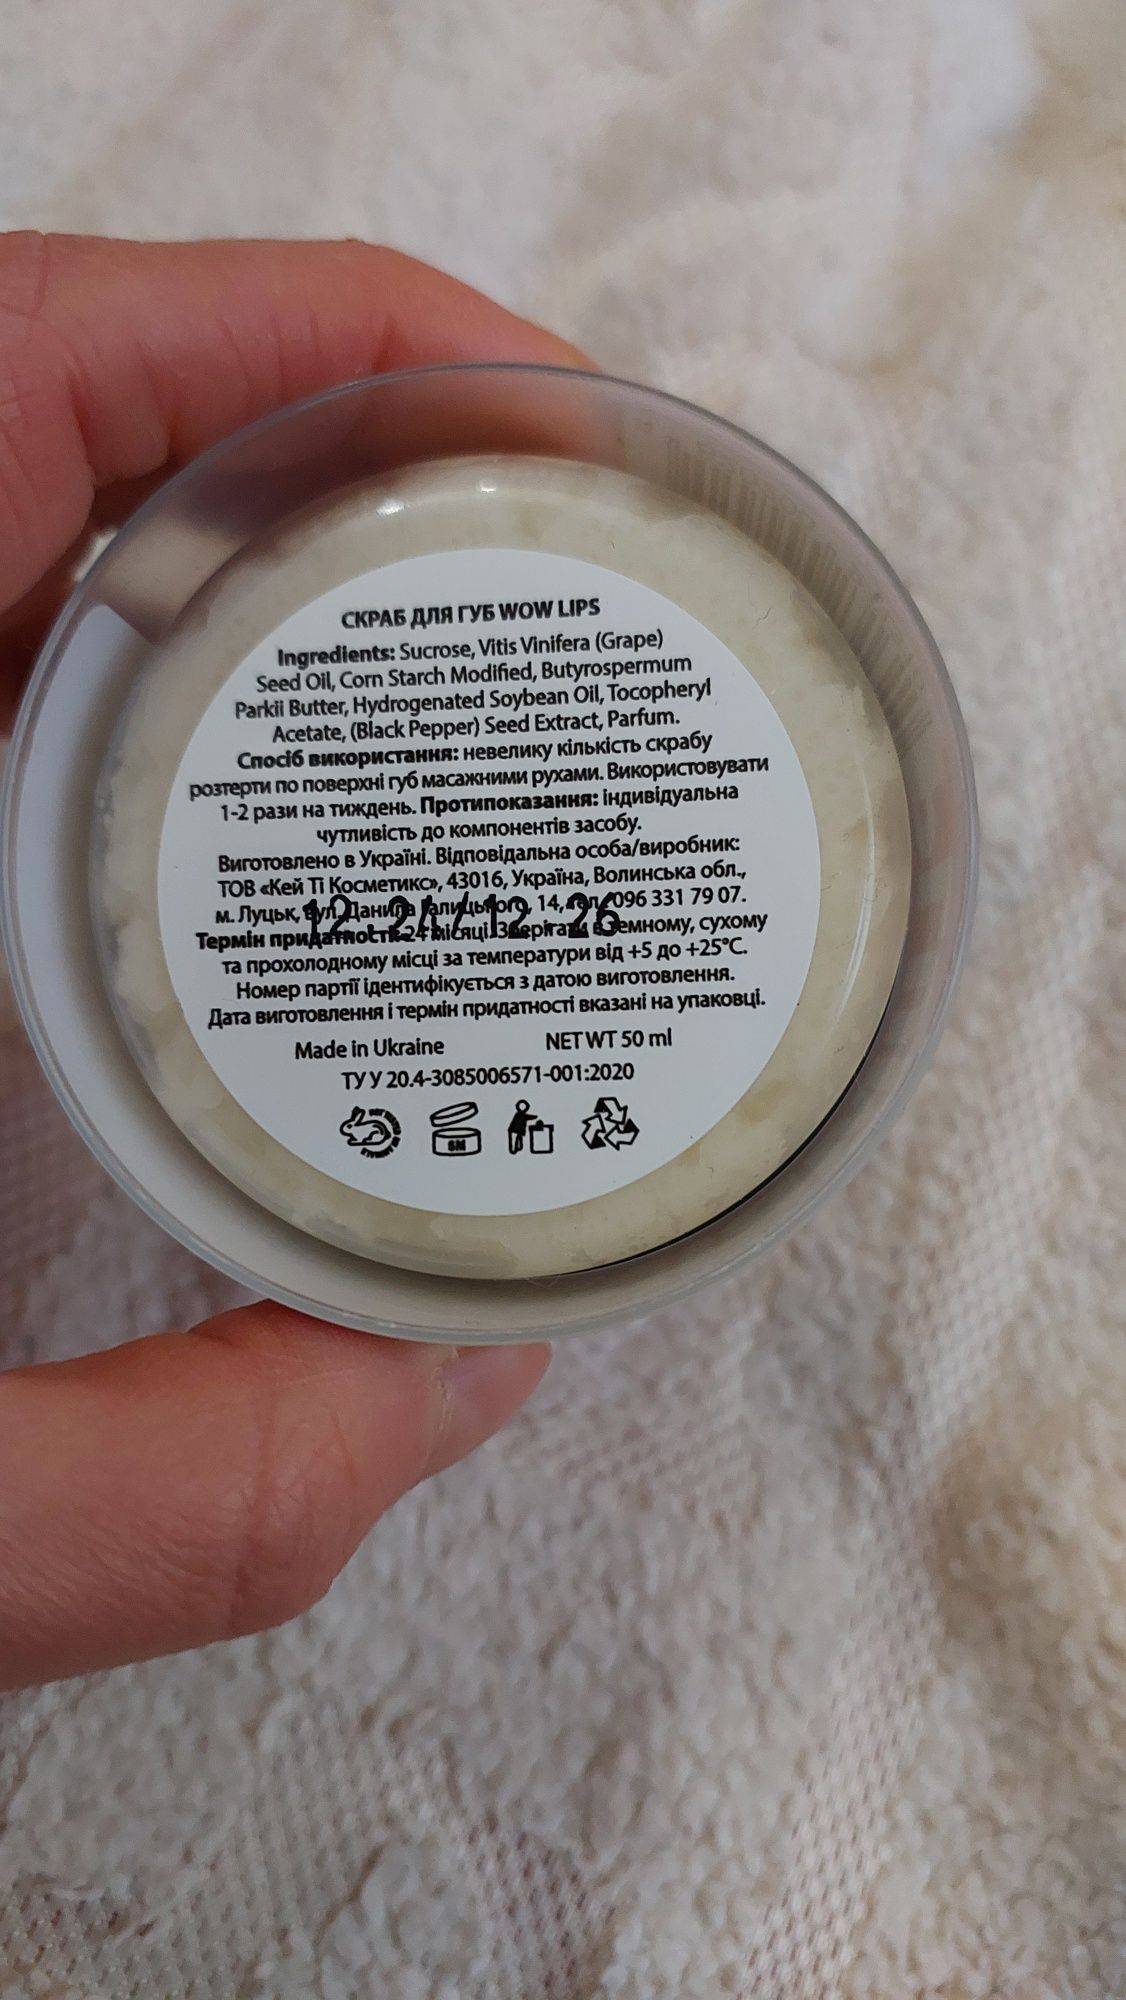 СКРАБ ДЛЯ ГУБ WOW LIPS
Ingredients: Sucrose, Vitis Vinifera (Grape)
Seed Oil, Corn Starch Modified, Butyrospermum
Parkii Butter, Hydrogenated Soybean Oil, Tocopheryl
Acetate, (Black Pepper) Seed Extract, Parfum.
Спосіб використання: невелику кількість скрабу
розтерти по поверхні губ масажними рухами. Використовувати
1-2 рази на тиждень. Протипоказання: індивідуальна
чутливість до компонентів засобу.
Виготовлено в Україні. Відповідальна особа/виробник:
ТОВ «Кей Ті Косметикс», 43016, Україна, Волинська обл.,
м. Луцьк, вул. Данила Галицького, 14, тел. 096 331 79 07.
12 24/12 26
Термін придатності: 24 місяці. Зберігати в темному, сухому
та прохолодному місці за температури від +5 до +25°С.
Номер партії ідентифікується з датою виготовлення.
Дата виготовлення і термін придатності вказані на упаковці.
Made in Ukraine NET WT 50 ml
ТУ У 20.4-3085006571-001:2020
6M